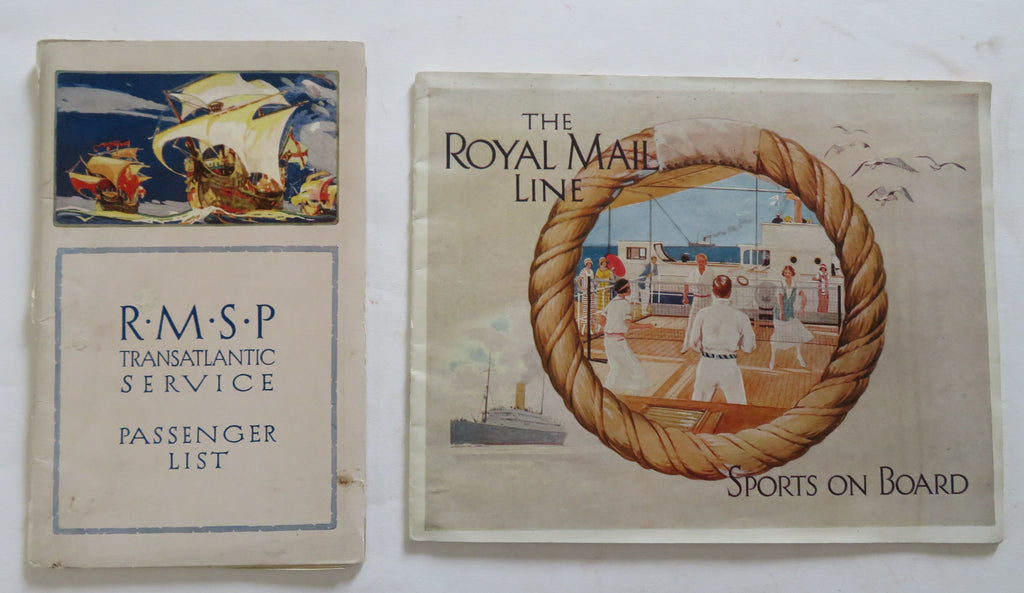 R·M·S·P
TRANSATLANTIC
SERVICE
PASSENGER
LIST
THE
ROYAL MAIL
LINE
SPORTS ON BOARD